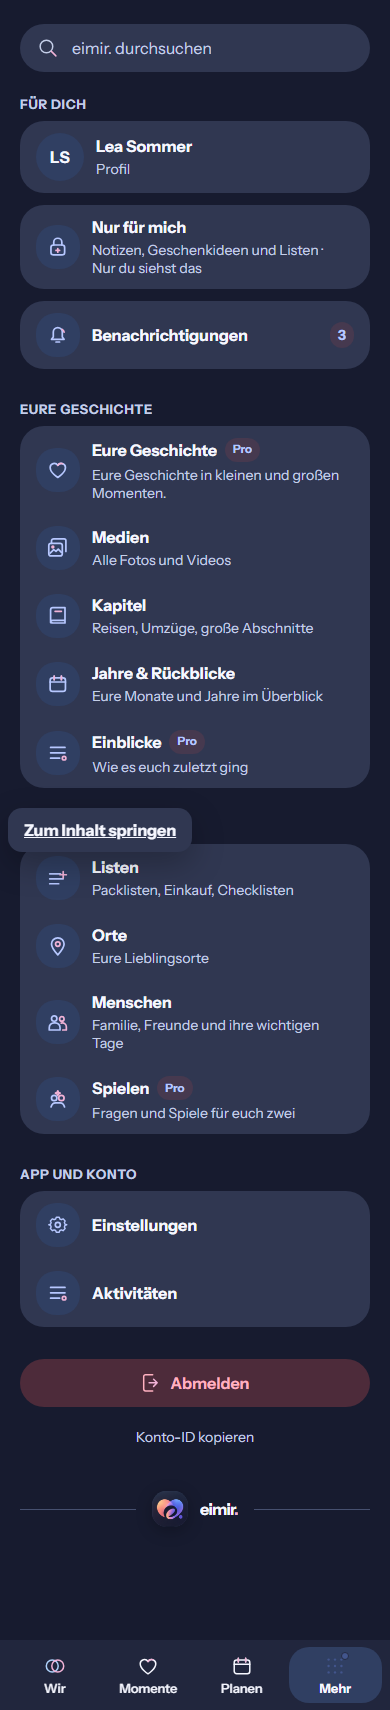 eimir. durchsuchen
FÜR DICH
LS
Lea Sommer
Profil
Nur für mich
Notizen, Geschenkideen und Listen ·
Nur du siehst das
Benachrichtigungen
3
EURE GESCHICHTE
Eure Geschichte Pro
Eure Geschichte in kleinen und großen
Momenten.
Medien
Alle Fotos und Videos
Kapitel
Reisen, Umzüge, große Abschnitte
Jahre & Rückblicke
Eure Monate und Jahre im Überblick
Einblicke Pro
Wie es euch zuletzt ging
Zum Inhalt springen
Listen
Packlisten, Einkauf, Checklisten
Orte
Eure Lieblingsorte
Menschen
Familie, Freunde und ihre wichtigen
Tage
Spielen Pro
Fragen und Spiele für euch zwei
APP UND KONTO
Einstellungen
Aktivitäten
Abmelden
Konto-ID kopieren
eimir.
Wir Momente Planen Mehr